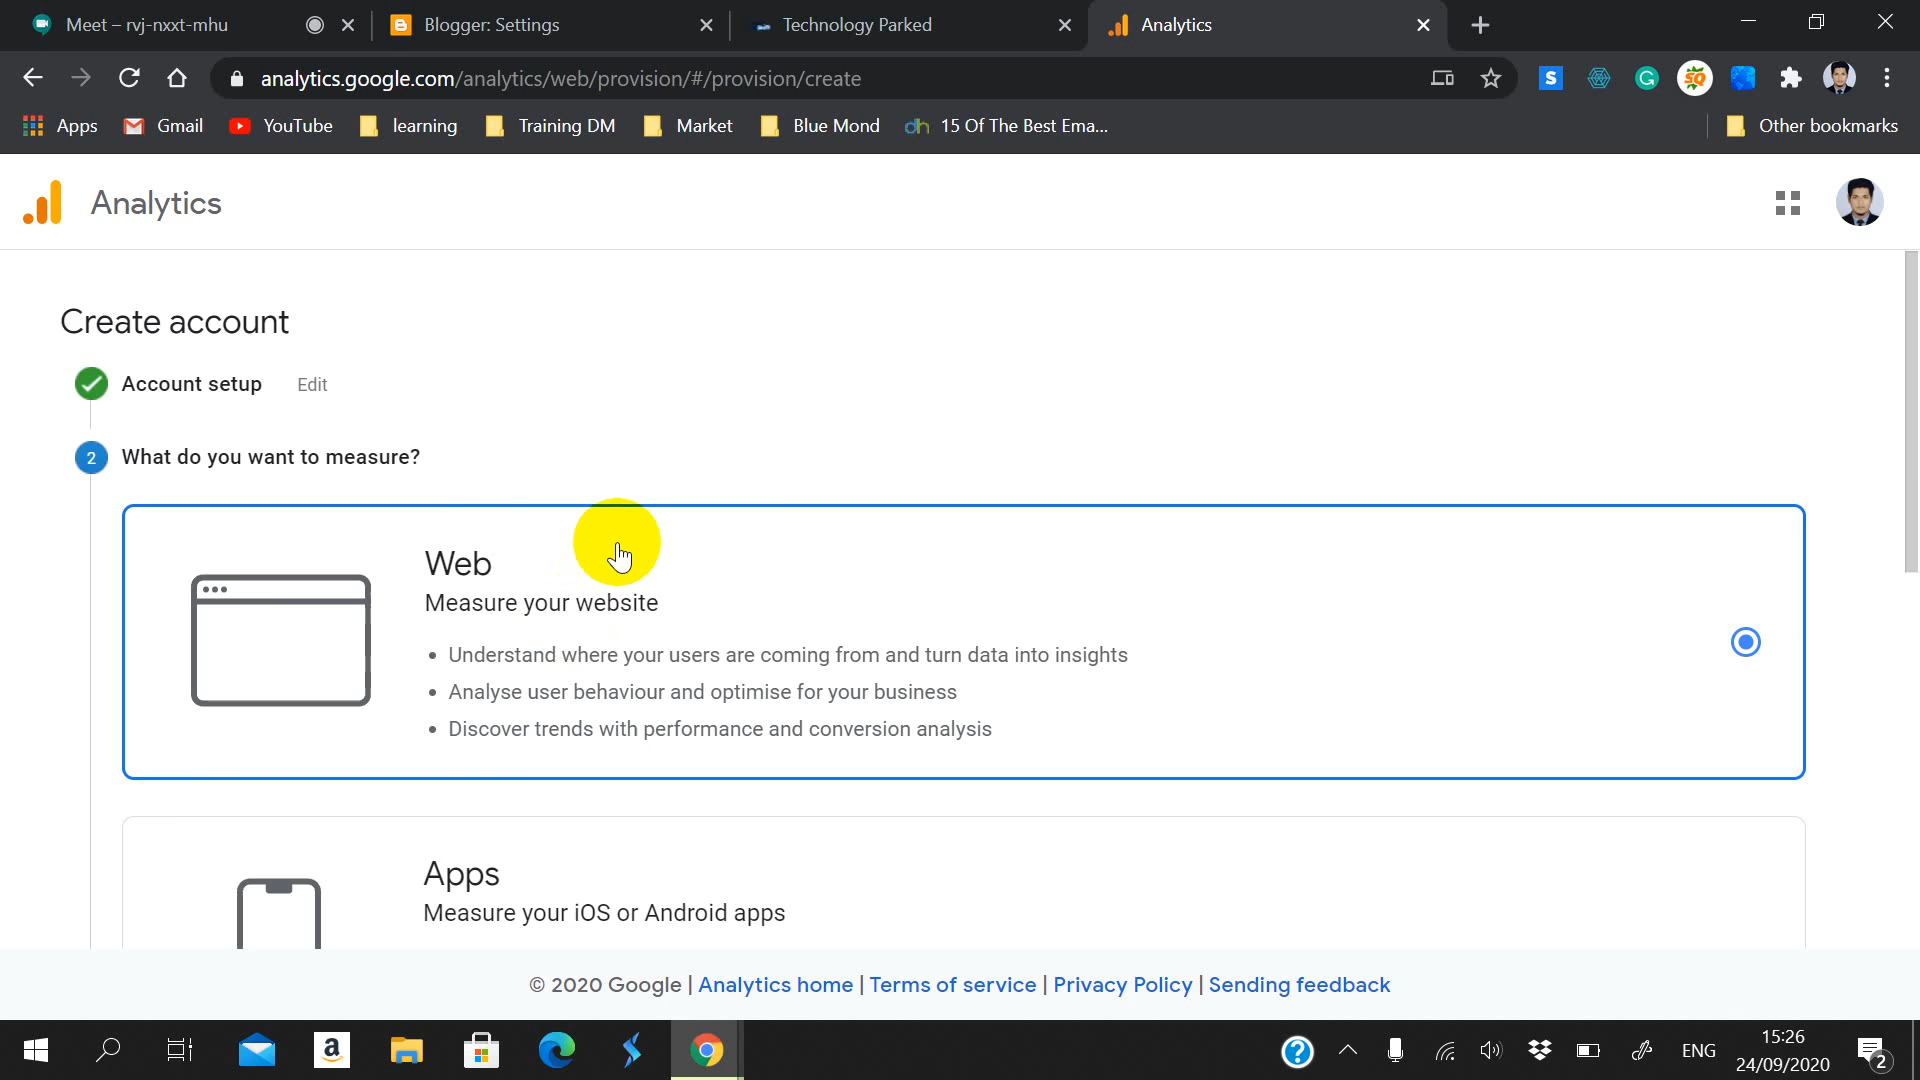 Meet – rvj-nxxt-mhu
Blogger: Settings
Technology Parked
Analytics
analytics.google.com/analytics/web/provision/#/provision/create
Apps
Gmail
YouTube
learning
Training DM
Market
Blue Mond
15 Of The Best Ema...
Other bookmarks
Analytics
Create account
Account setup Edit
2 What do you want to measure?
Web
Measure your website
• Understand where your users are coming from and turn data into insights
• Analyse user behaviour and optimise for your business
• Discover trends with performance and conversion analysis
Apps
Measure your iOS or Android apps
© 2020 Google | Analytics home | Terms of service | Privacy Policy | Sending feedback
ENG
15:26
24/09/2020
2